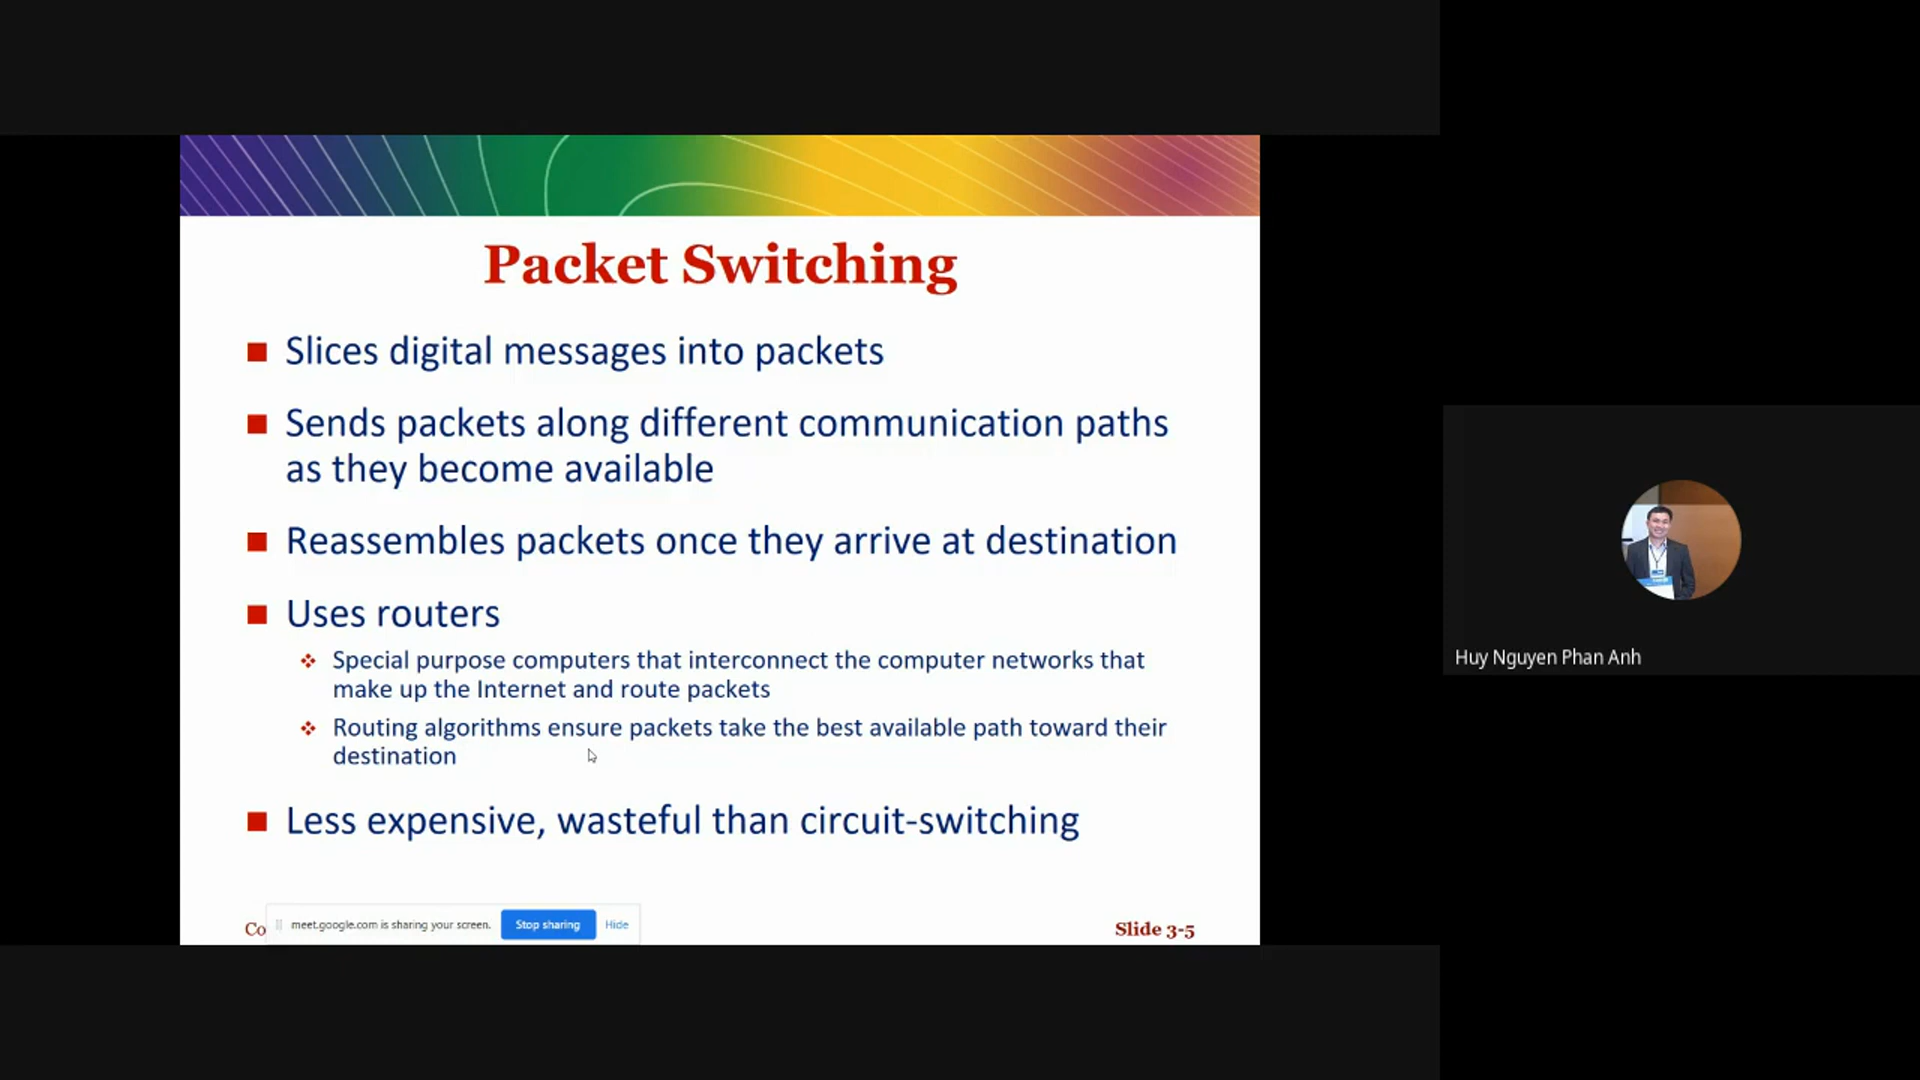 Packet Switching
Slices digital messages into packets
Sends packets along different communication paths
as they become available
Reassembles packets once they arrive at destination
Uses routers
Special purpose computers that interconnect the computer networks that
make up the Internet and route packets
Routing algorithms ensure packets take the best available path toward their
destination
Less expensive, wasteful than circuit-switching
Co
meet.google.com is sharing your screen. Stop sharing Hide
Slide 3-5
Huy Nguyen Phan Anh